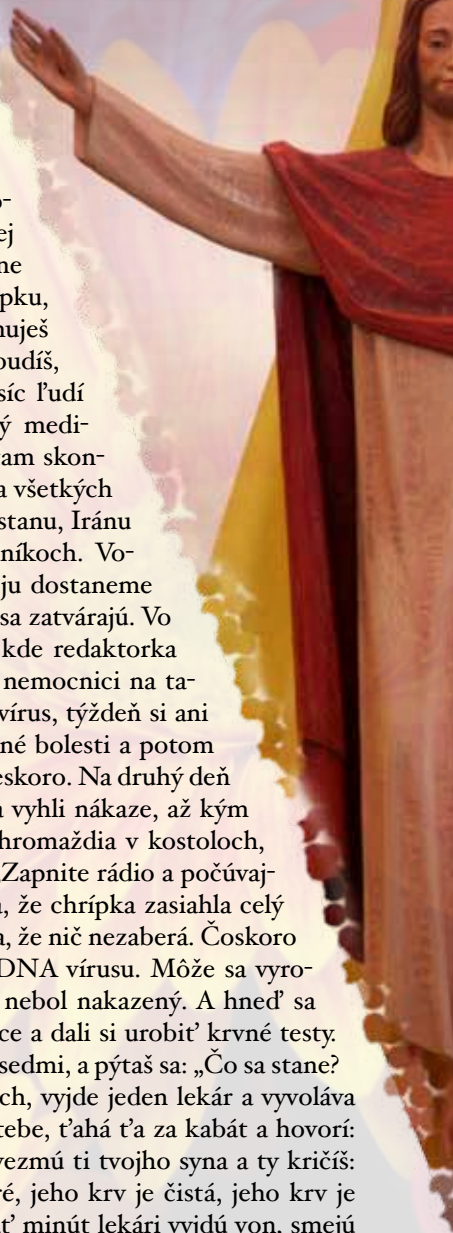 o-
ej
ne
pku,
nuješ
oudíš,
síc ľudí
ý medi-
vam skon-
a všetkých
stanu, Iránu
níkoch. Vo-
ju dostaneme
sa zatvárajú. Vo
kde redaktorka
nemocnici na ta-
vírus, týždeň si ani
né bolesti a potom
eskoro. Na druhý deň
a vyhli nákaze, až kým
hromaždia v kostoloch,
„Zapnite rádio a počúvaj-
a, že chrípka zasiahla celý
a, že nič nezaberá. Čoskoro
DNA vírusu. Môže sa vyro-
nebol nakazený. A hneď sa
ce a dali si urobiť krvné testy.
sedmi, a pýtaš sa: „Čo sa stane?
ch, vyjde jeden lekár a vyvoláva
tebe, ťahá ťa za kabát a hovorí:
vezmú ti tvojho syna a ty kričíš:
ré, jeho krv je čistá, jeho krv je
ť minút lekári vyjdú von, smejú